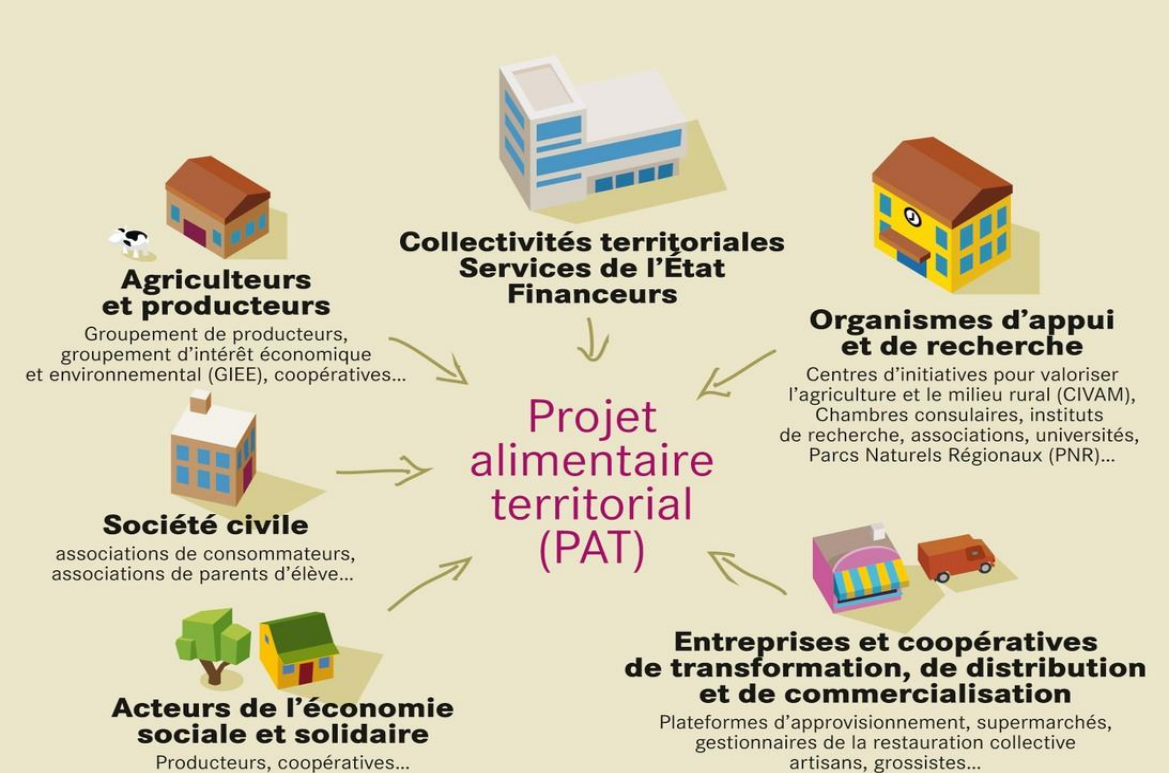 Collectivités territoriales
Services de l'État
Financeurs
Agriculteurs
et producteurs
Groupement de producteurs,
groupement d'intérêt économique
et environnemental (GIEE), coopératives...
Organismes d'appui
et de recherche
Centres d'initiatives pour valoriser
l'agriculture et le milieu rural (CIVAM),
Chambres consulaires, instituts
de recherche, associations, universités,
Parcs Naturels Régionaux (PNR)...
Projet
alimentaire
territorial
(PAT)
Société civile
associations de consommateurs,
associations de parents d'élève...
Acteurs de l'économie
sociale et solidaire
Producteurs, coopératives...
Entreprises et coopératives
de transformation, de distribution
et de commercialisation
Plateformes d'approvisionnement, supermarchés,
gestionnaires de la restauration collective
artisans, grossistes...